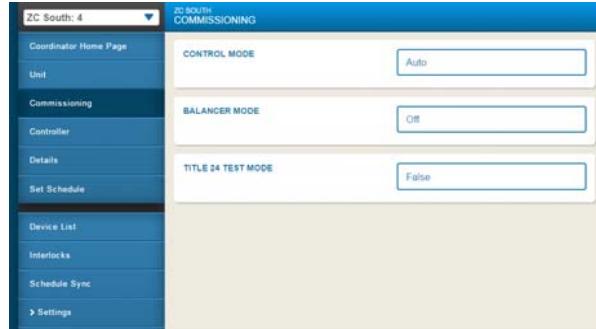 ZC South: 4
Coordinator Home Page
Unit
Commissioning
Controller
Details
Set Schedule
Device List
Interlocks
Schedule Sync
> Settings
ZC SOUTH
COMMISSIONING
CONTROL MODE
Auto
BALANCER MODE
Off
TITLE 24 TEST MODE
False